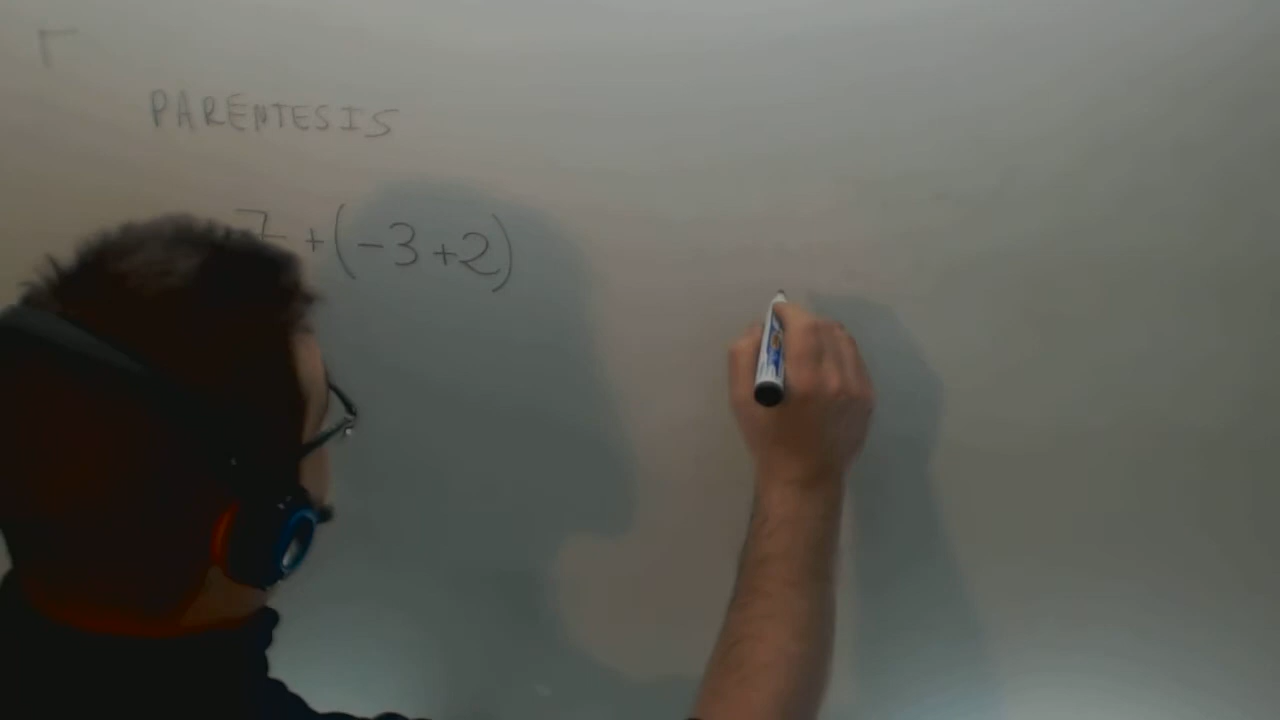 PARENTESIS
7 + (-3 +2)